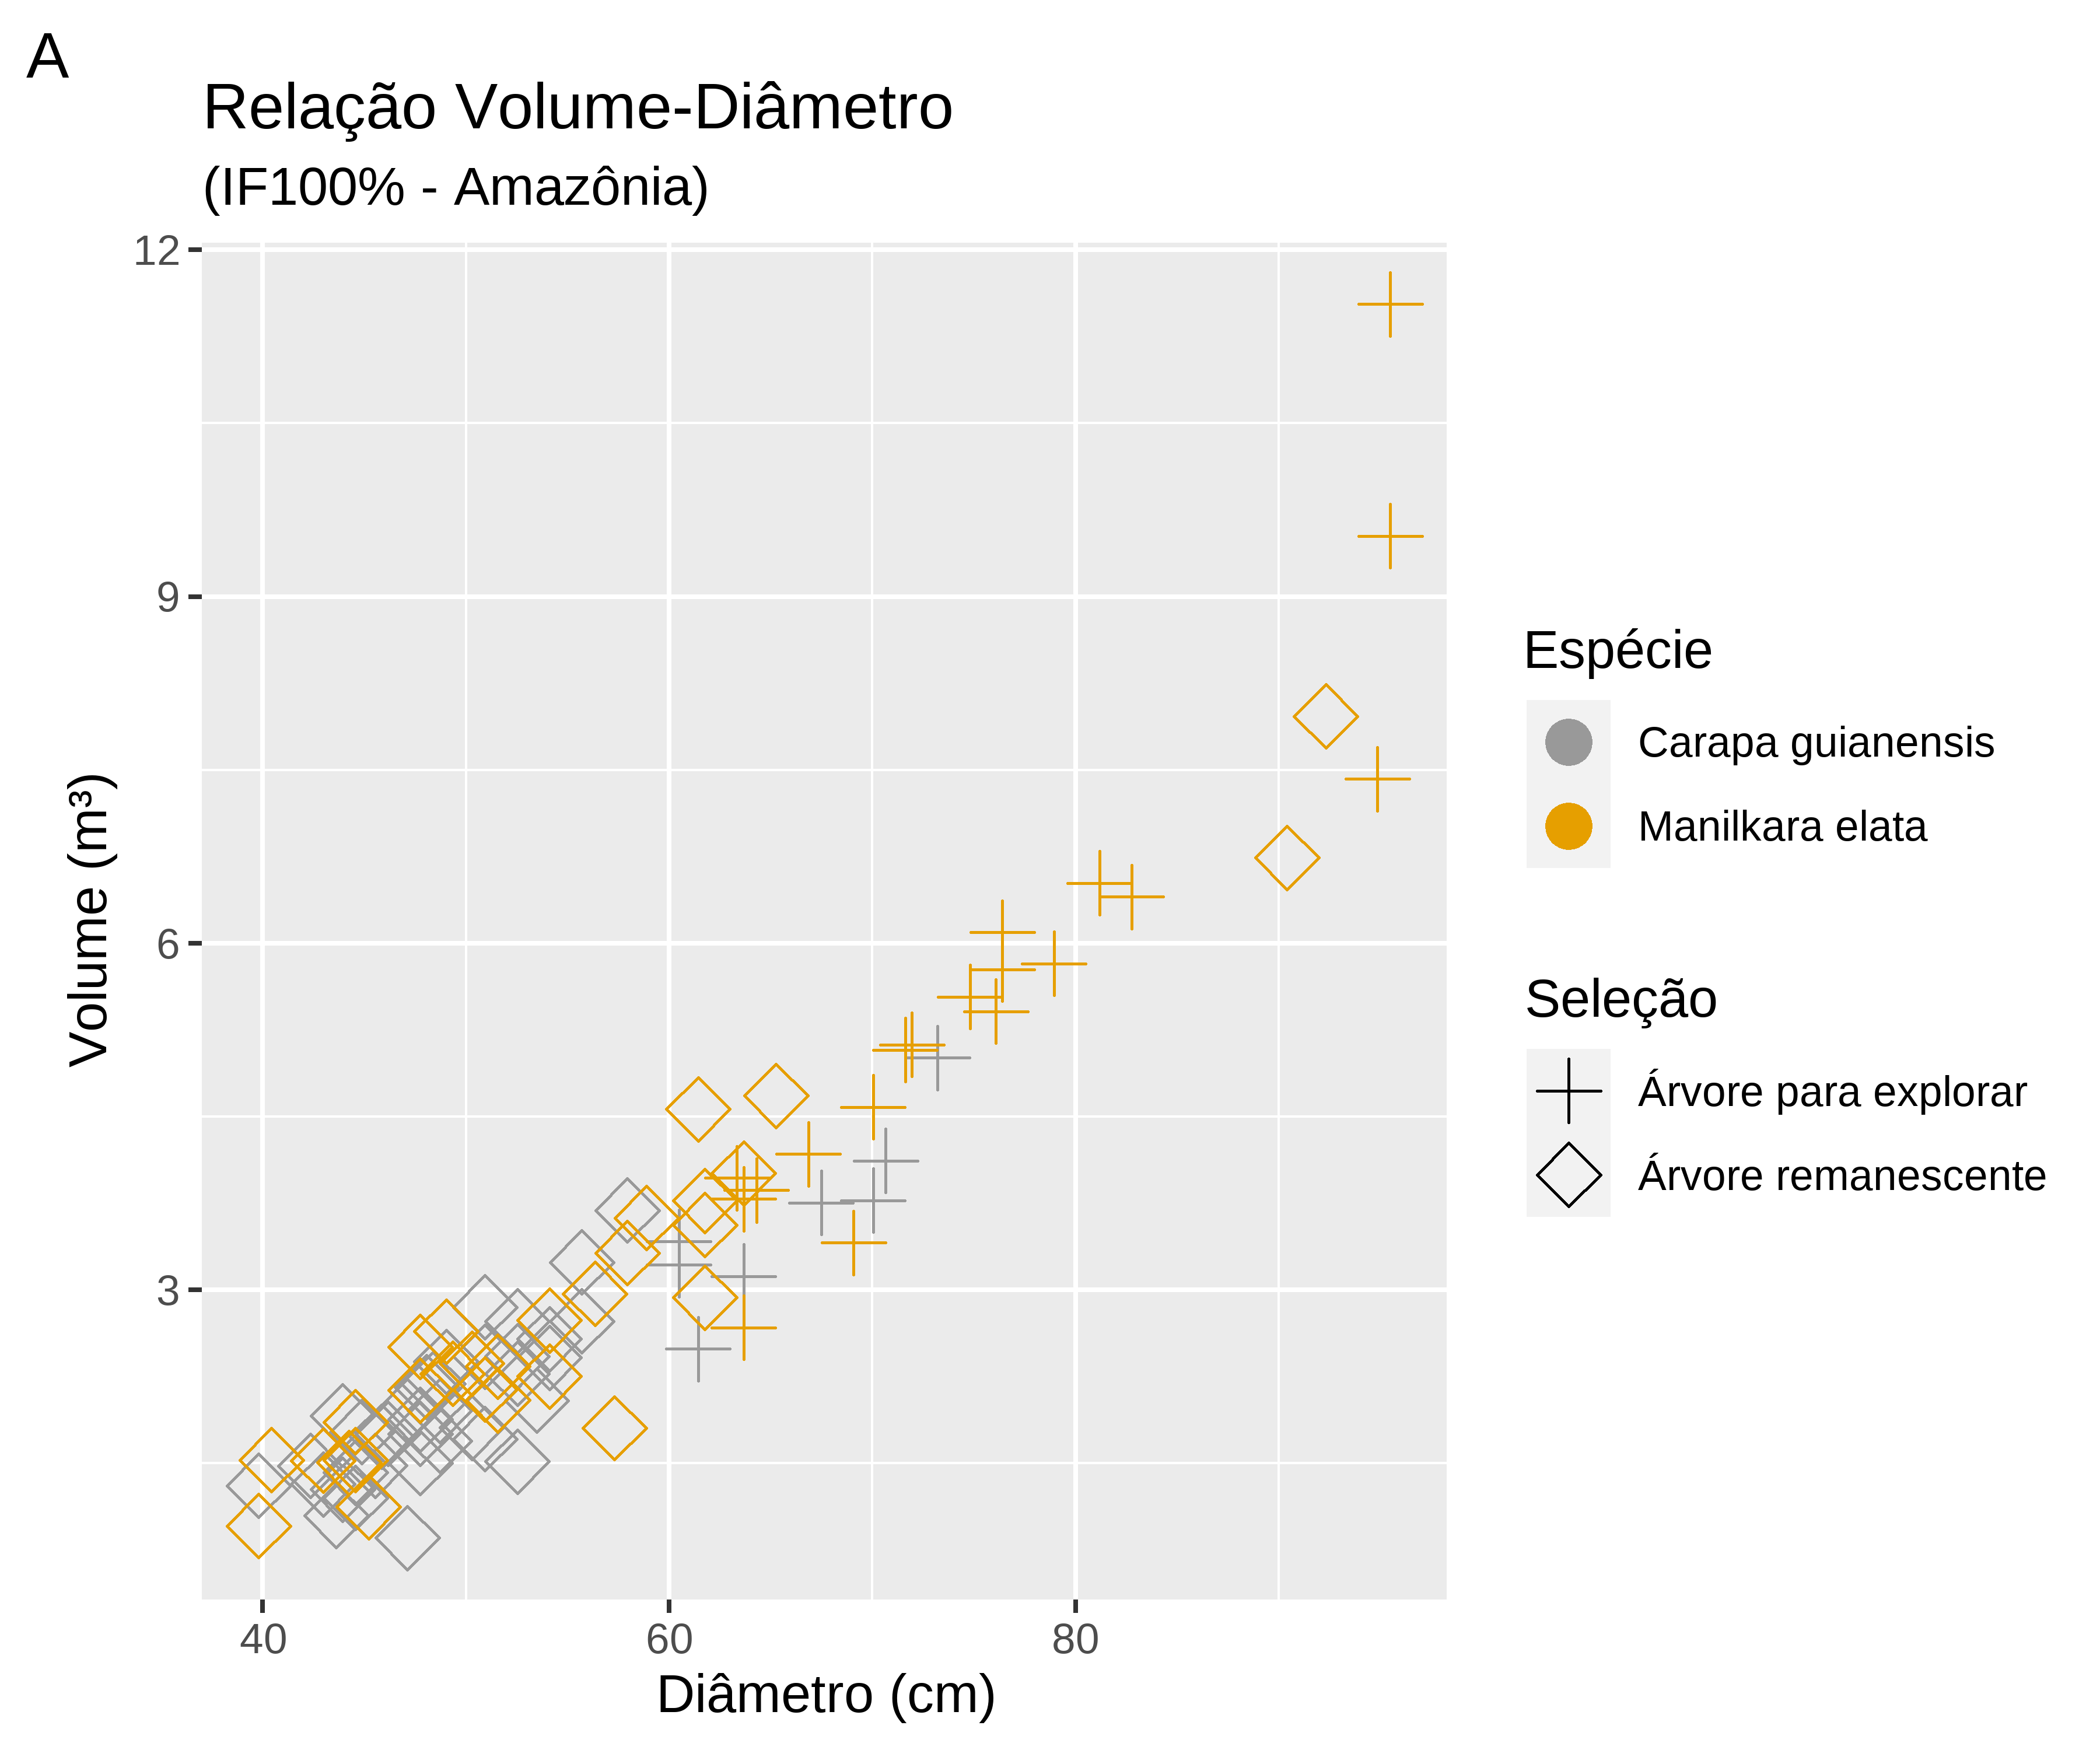 A
Relação Volume-Diâmetro
(IF100% - Amazônia)
12
9
6
3
Volume (m³)
40 60 80
Diâmetro (cm)
Espécie
Carapa guianensis
Manilkara elata
Seleção
Árvore para explorar
Árvore remanescente